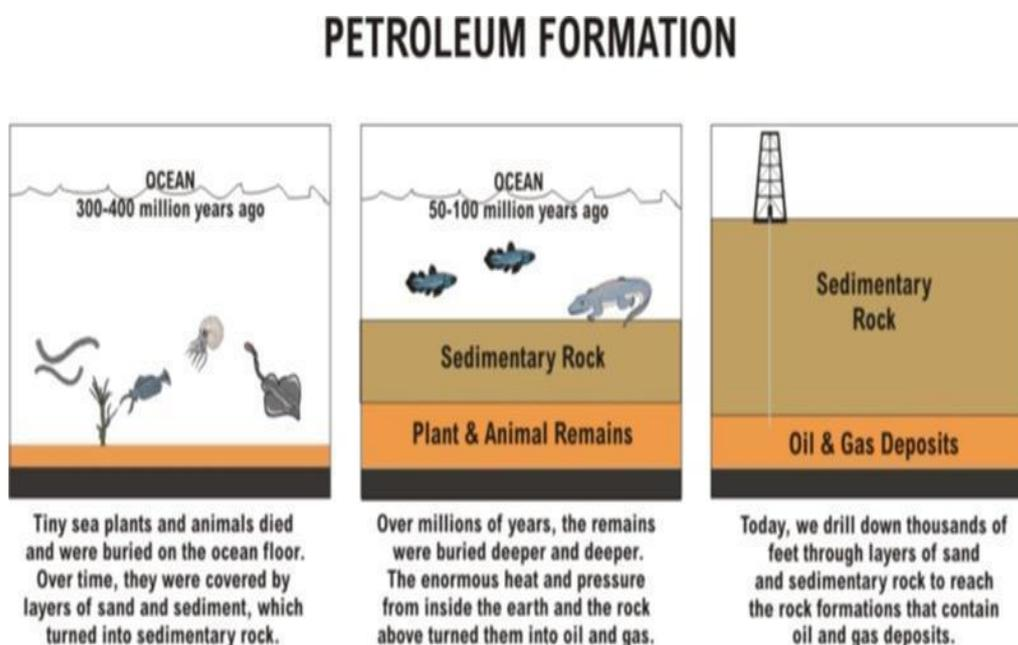 PETROLEUM FORMATION
OCEAN
300-400 million years ago
Tiny sea plants and animals died
and were buried on the ocean floor.
Over time, they were covered by
layers of sand and sediment, which
turned into sedimentary rock.
OCEAN
50-100 million years ago
Sedimentary Rock
Plant & Animal Remains
Over millions of years, the remains
were buried deeper and deeper.
The enormous heat and pressure
from inside the earth and the rock
above turned them into oil and gas.
Sedimentary
Rock
Oil & Gas Deposits
Today, we drill down thousands of
feet through layers of sand
and sedimentary rock to reach
the rock formations that contain
oil and gas deposits.